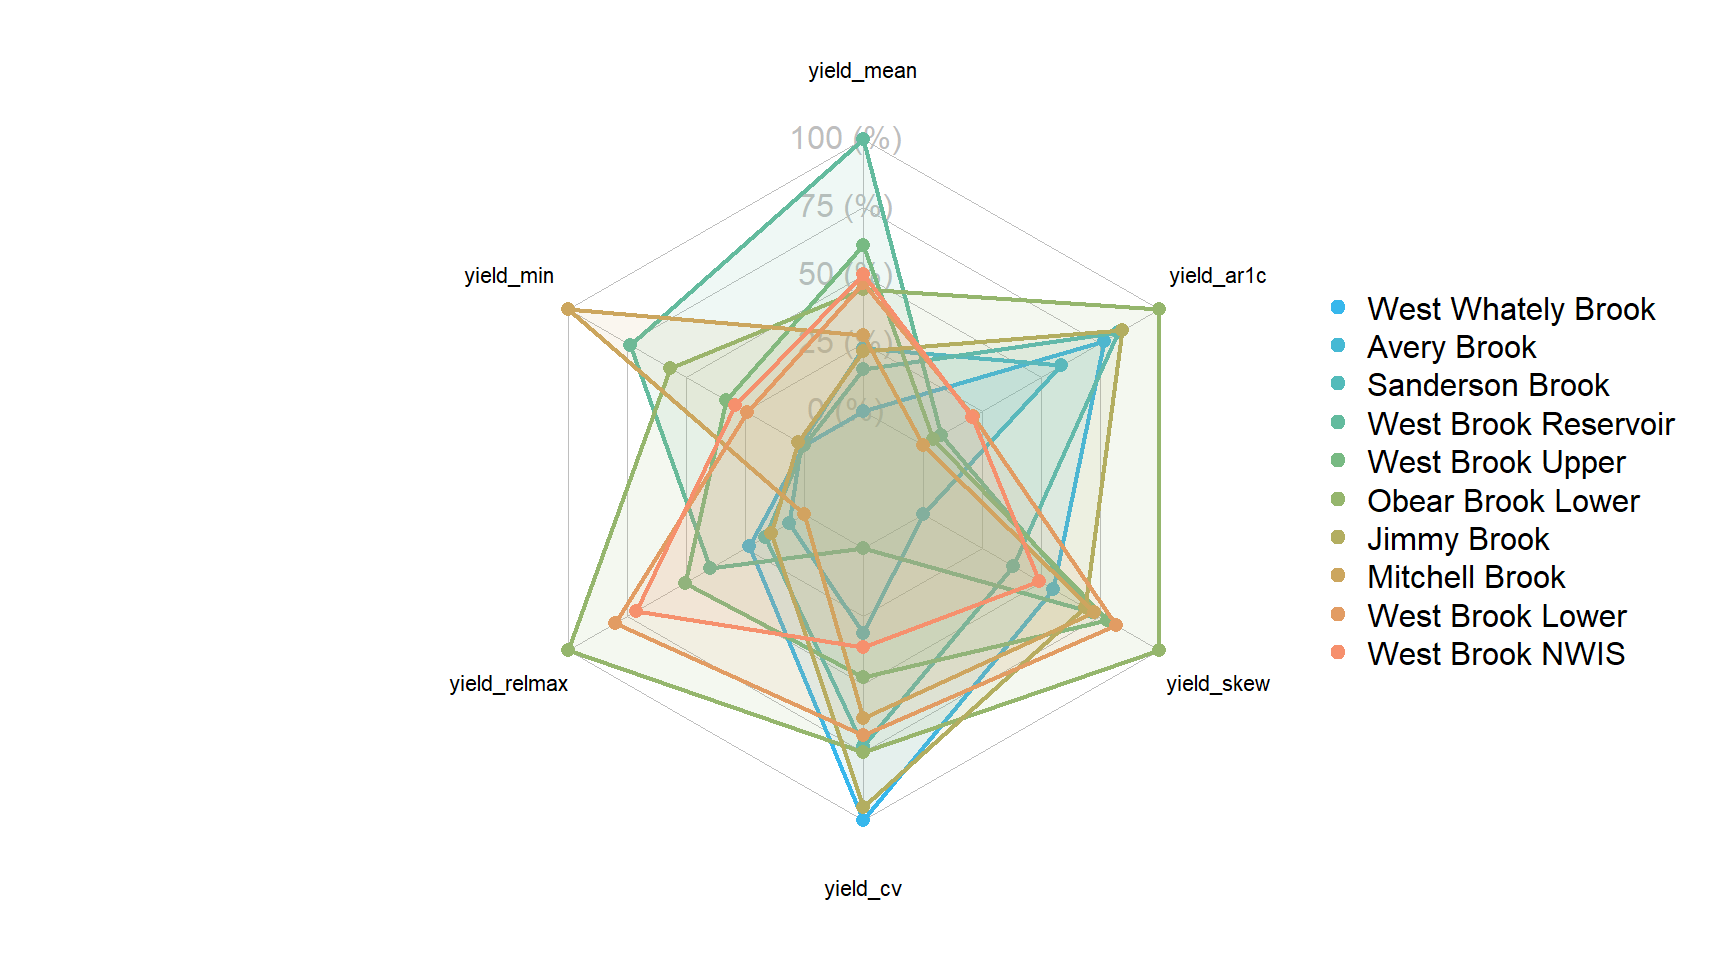 yield_mean
100 (%)
75 (%)
50 (%)
25 (%)
0 (%)
yield_min
yield_ar1c
yield_relmax
yield_skew
yield_cv
West Whately Brook
Avery Brook
Sanderson Brook
West Brook Reservoir
West Brook Upper
Obear Brook Lower
Jimmy Brook
Mitchell Brook
West Brook Lower
West Brook NWIS